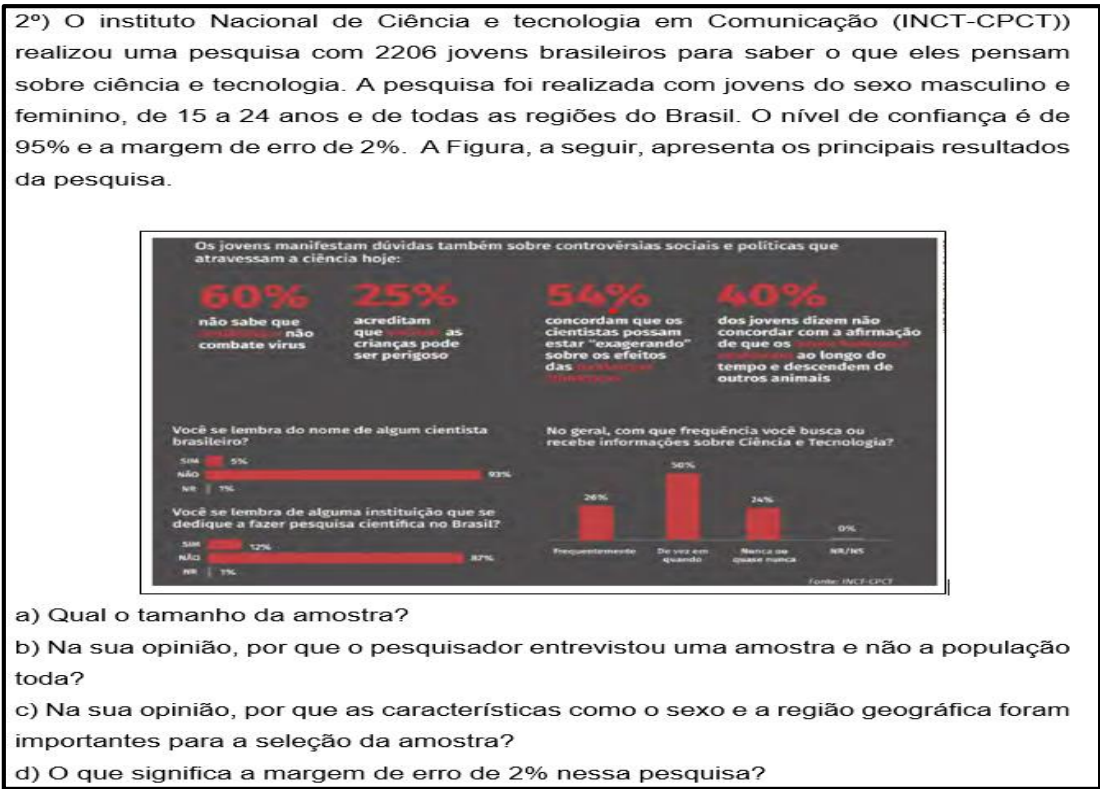 2º) O instituto Nacional de Ciência e tecnologia em Comunicação (INCT-CPCT))
realizou uma pesquisa com 2206 jovens brasileiros para saber o que eles pensam
sobre ciência e tecnologia. A pesquisa foi realizada com jovens do sexo masculino e
feminino, de 15 a 24 anos e de todas as regiões do Brasil. O nível de confiança é de
95% e a margem de erro de 2%. A Figura, a seguir, apresenta os principais resultados
da pesquisa.
Os jovens manifestam dúvidas também sobre controvérsias sociais e políticas que
atravessam a ciência hoje:
60%
não sabe que
não
combate vírus
25%
acreditam
que as
crianças pode
ser perigoso
54%
concordam que os
cientistas possam
estar "exagerando"
sobre os efeitos
das
40%
dos jovens dizem não
concordar com a afirmação
de que os
ao longo do
tempo e descendem de
outros animais
Você se lembra do nome de algum cientista
brasileiro?
SIM 5%
NÃO 93%
NR 1%
Você se lembra de alguma instituição que se
dedique a fazer pesquisa científica no Brasil?
SIM 12%
NÃO 87%
NR 1%
No geral, com que frequência você busca ou
recebe informações sobre Ciência e Tecnologia?
26% 50% 24% 0%
Frequentemente De vez em quando Nunca ou quase nunca NR/NS
Fonte: INCT-CPCT
a) Qual o tamanho da amostra?
b) Na sua opinião, por que o pesquisador entrevistou uma amostra e não a população
toda?
c) Na sua opinião, por que as características como o sexo e a região geográfica foram
importantes para a seleção da amostra?
d) O que significa a margem de erro de 2% nessa pesquisa?